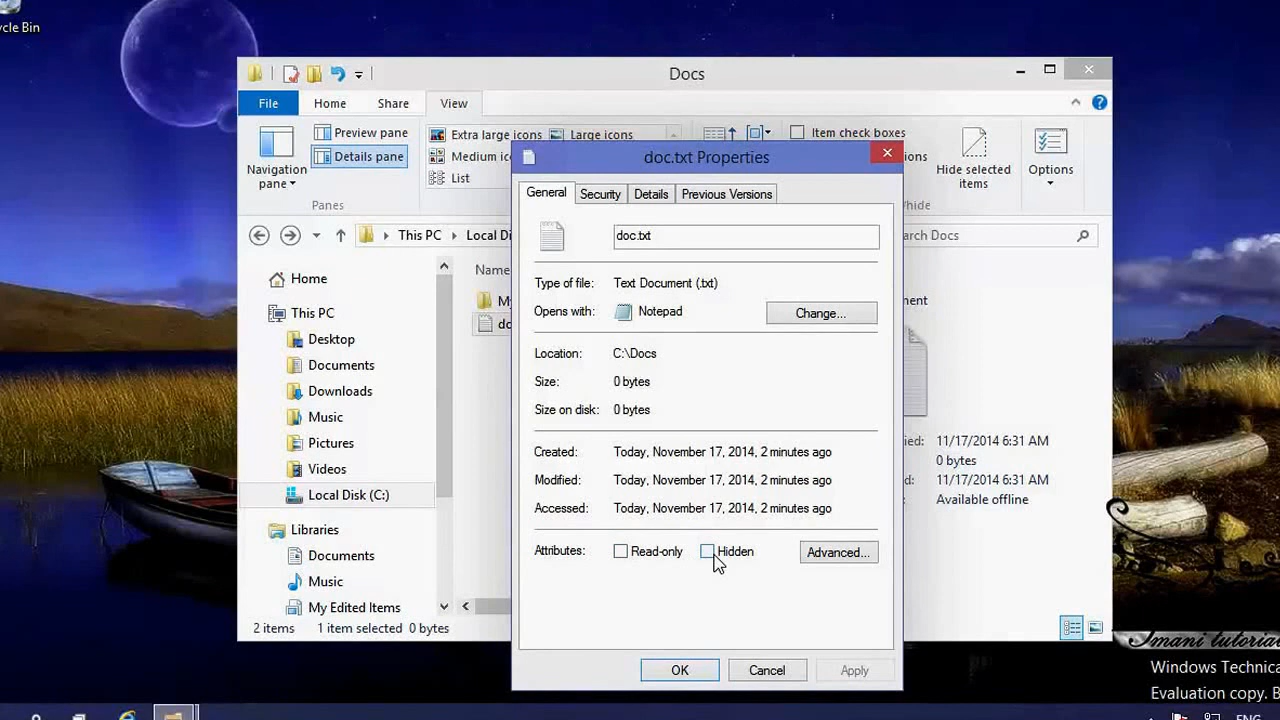 ycle Bin
Docs
File Home Share View
Preview pane
Details pane
Navigation pane
Panes
Extra large icons Large icons
Medium ico
List
Item check boxes
ions
Hide selected items
Options
/hide
This PC Local Di
arch Docs
Home
This PC
Desktop
Documents
Downloads
Music
Pictures
Videos
Local Disk (C:)
Libraries
Documents
Music
My Edited Items
2 items 1 item selected 0 bytes
Name
M
do
doc.txt Properties
General Security Details Previous Versions
doc.txt
Type of file: Text Document (.txt)
Opens with: Notepad Change...
Location: C:\Docs
Size: 0 bytes
Size on disk: 0 bytes
Created: Today, November 17, 2014, 2 minutes ago
Modified: Today, November 17, 2014, 2 minutes ago
Accessed: Today, November 17, 2014, 2 minutes ago
Attributes: Read-only Hidden Advanced...
OK Cancel Apply
ment
ied: 11/17/2014 6:31 AM
0 bytes
11/17/2014 6:31 AM
Available offline
Imani tutorial
Windows Technica
Evaluation copy. B
ENG